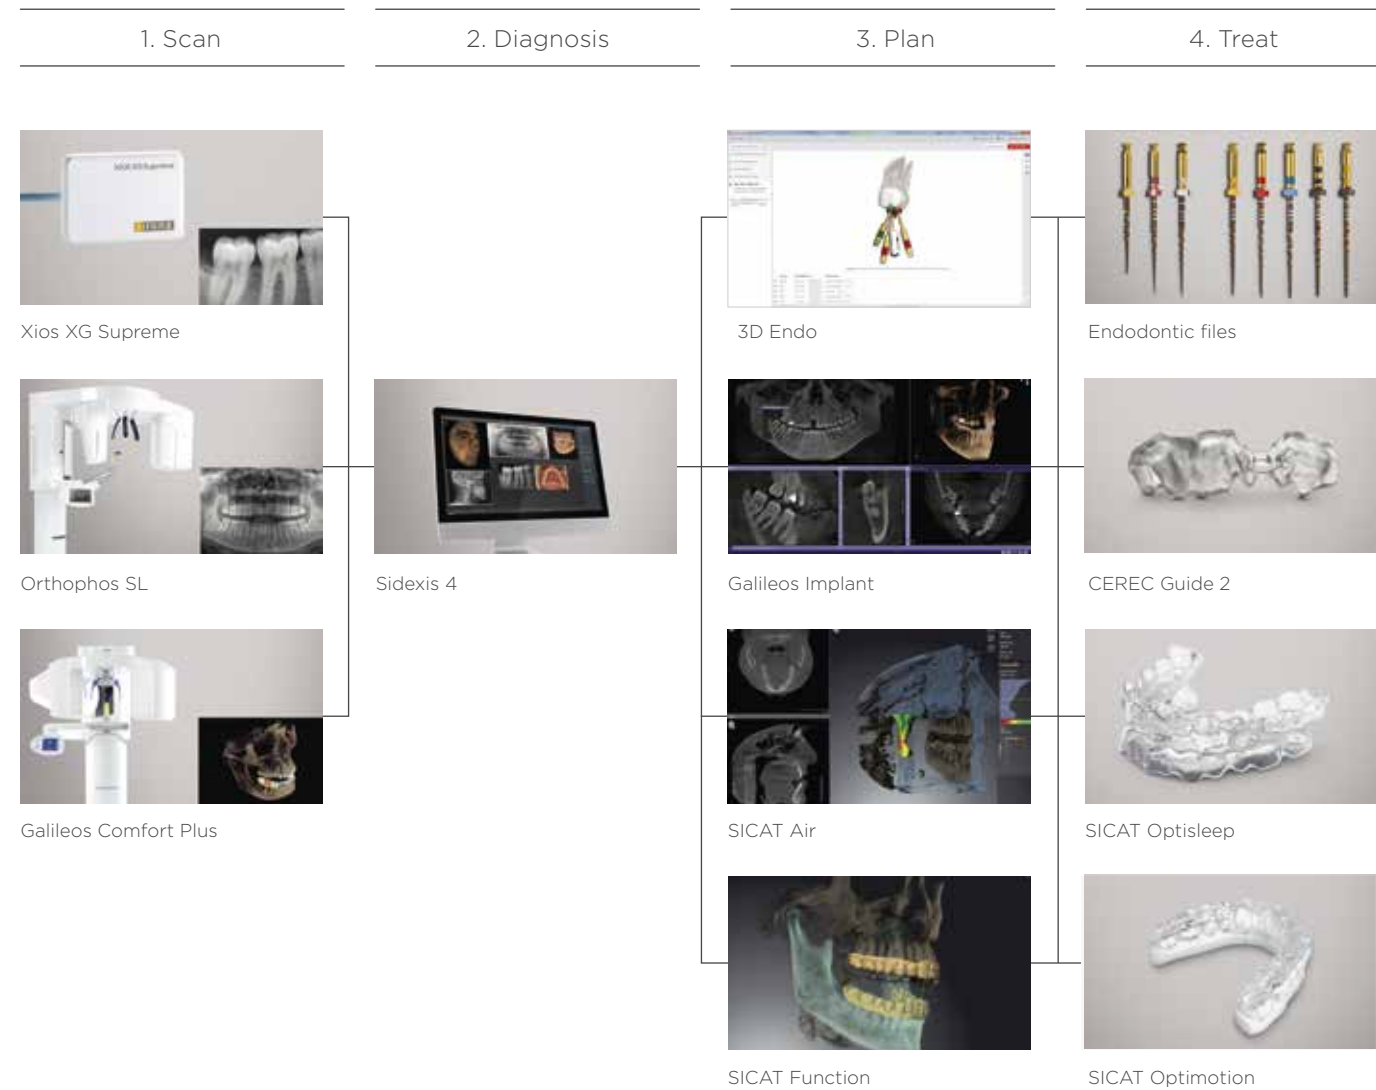 1. Scan
2. Diagnosis
3. Plan
4. Treat
Xios XG Supreme
3D Endo
Endodontic files
Orthophos SL
Sidexis 4
Galileos Implant
CEREC Guide 2
Galileos Comfort Plus
SICAT Air
SICAT Optisleep
SICAT Function
SICAT Optimotion